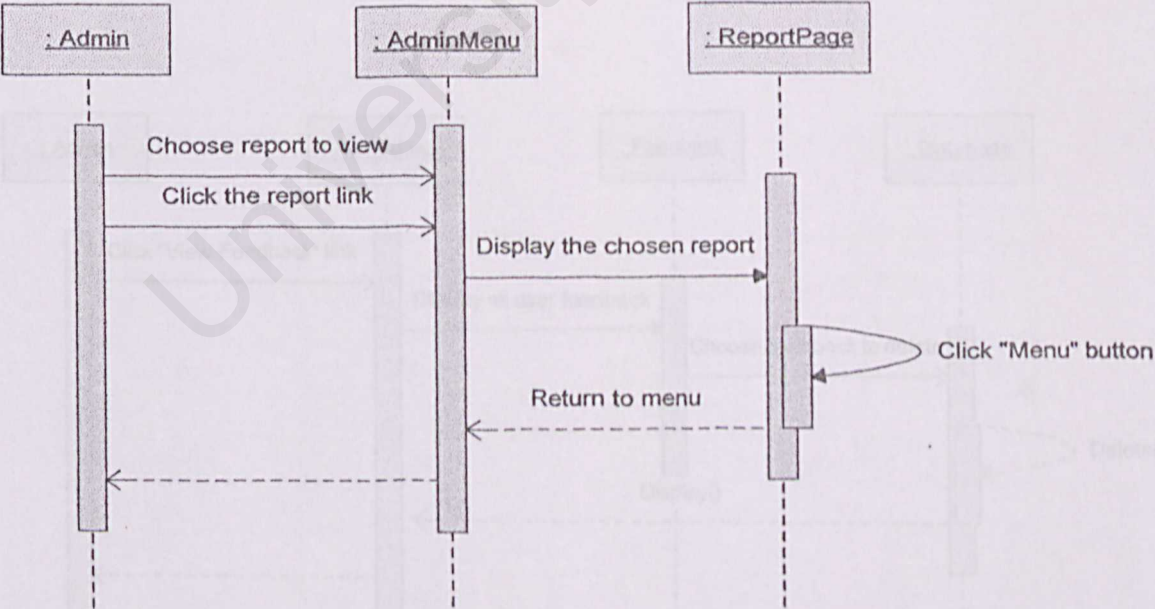 : Admin
: AdminMenu
: ReportPage
Choose report to view
Click the report link
Display the chosen report
Click "Menu" button
Return to menu
Display()